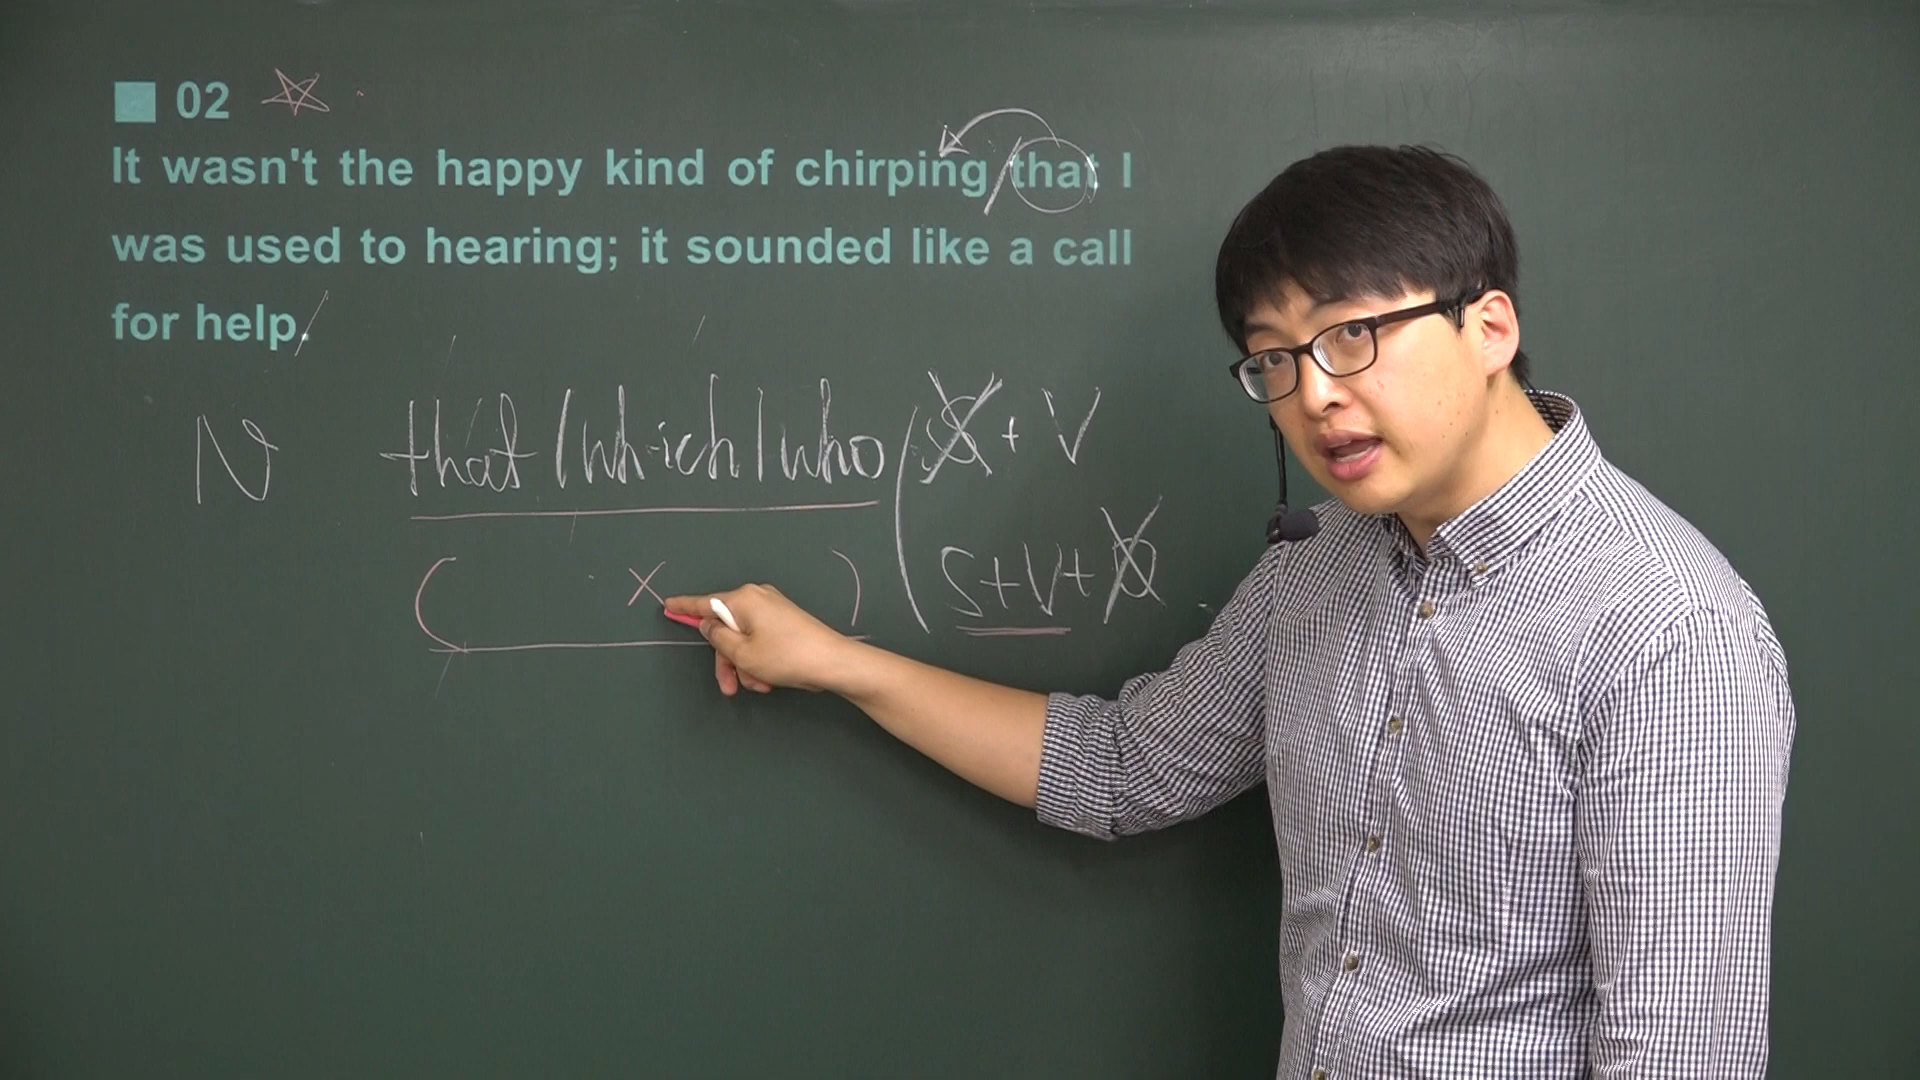 02
It wasn't the happy kind of chirping that I
was used to hearing; it sounded like a call
for help.
N that / which / who S + V
( X ) S + V + O